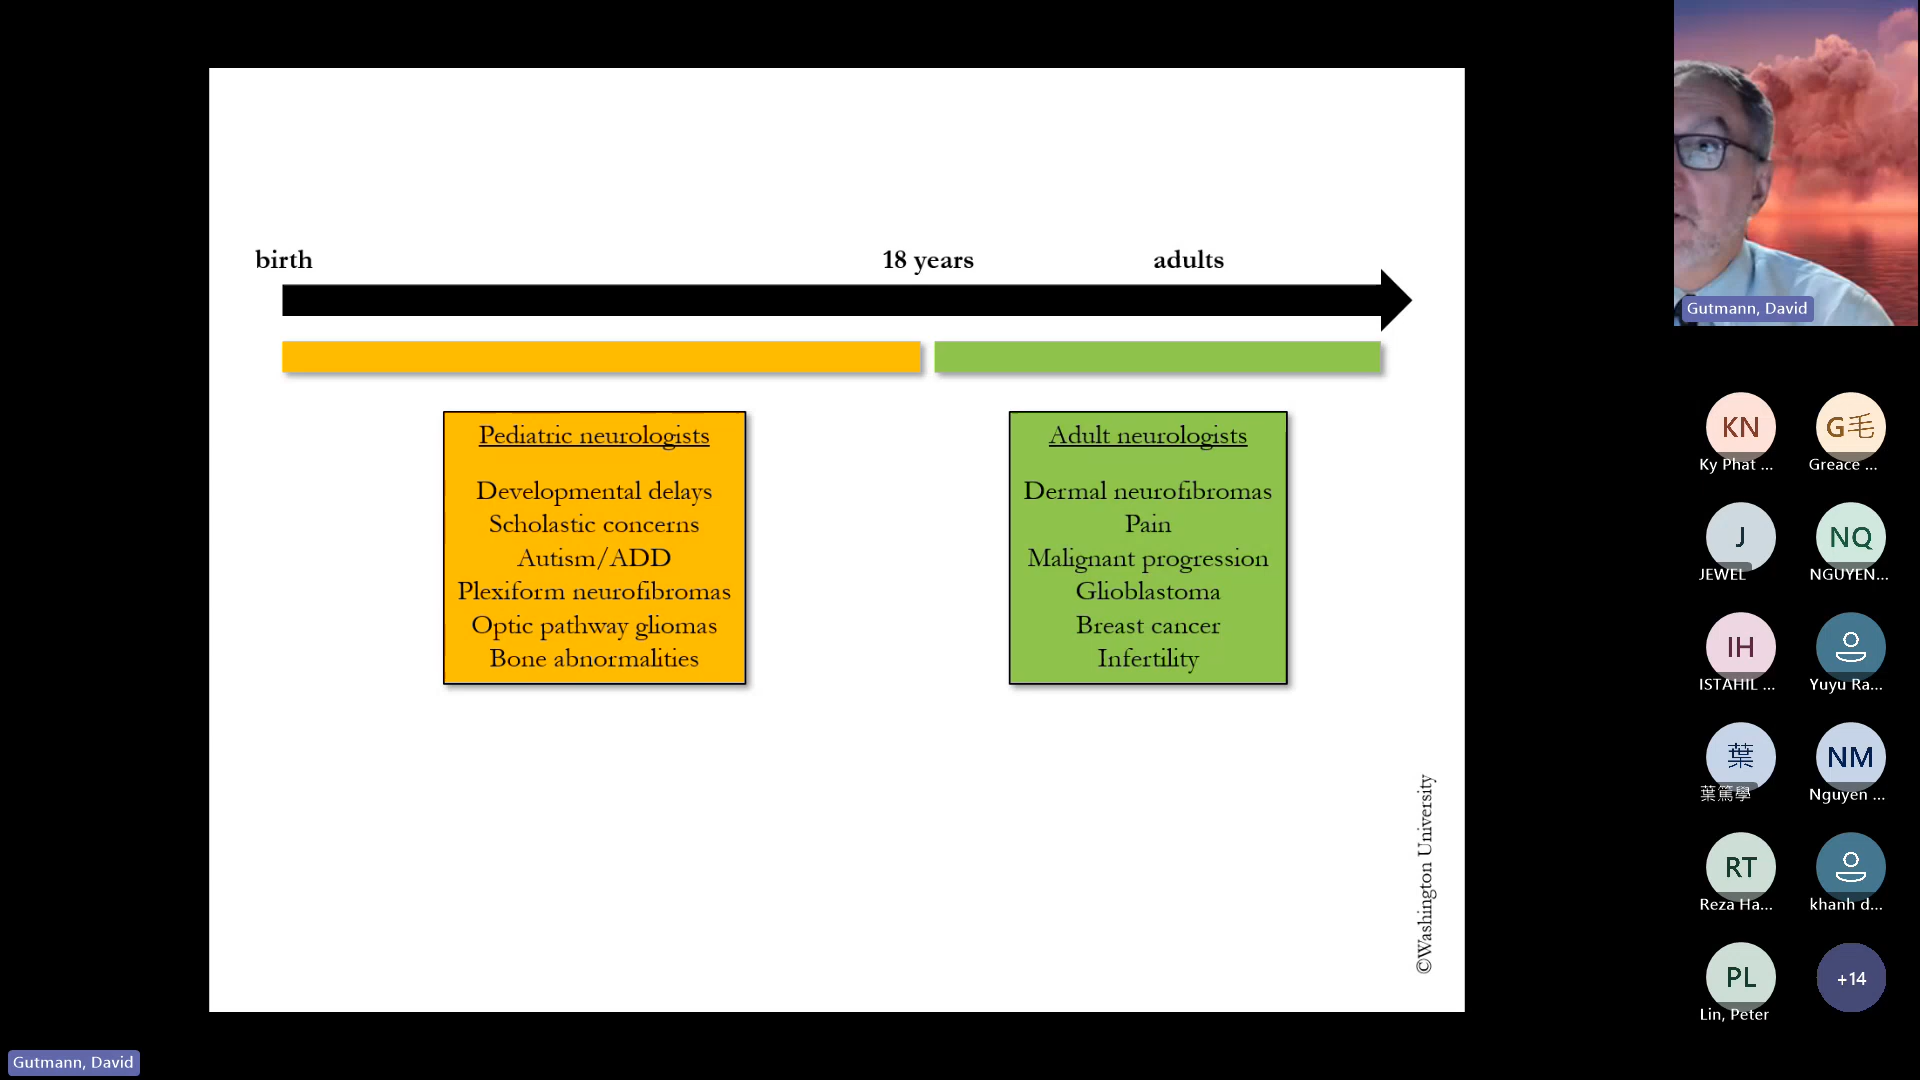 birth
18 years
adults
Pediatric neurologists
Developmental delays
Scholastic concerns
Autism/ADD
Plexiform neurofibromas
Optic pathway gliomas
Bone abnormalities
Adult neurologists
Dermal neurofibromas
Pain
Malignant progression
Glioblastoma
Breast cancer
Infertility
©Washington University
Gutmann, David
KN
Ky Phat ...
G毛
Greace ...
J
JEWEL
NQ
NGUYEN...
IH
ISTAHIL ...
Yuyu Ra...
葉
葉篤學
NM
Nguyen ...
RT
Reza Ha...
khanh d...
PL
Lin, Peter
+14
Gutmann, David